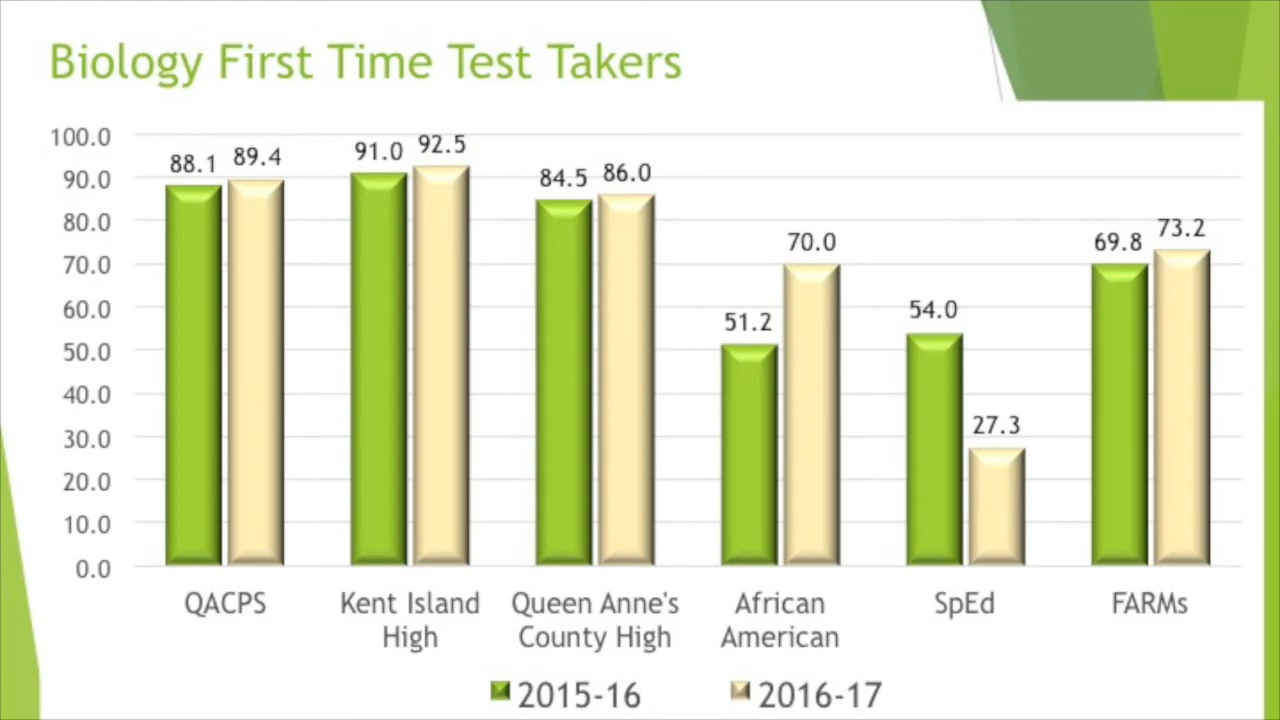 Biology First Time Test Takers
100.0
90.0
80.0
70.0
60.0
50.0
40.0
30.0
20.0
10.0
0.0
88.1 89.4
91.0 92.5
84.5 86.0
51.2 70.0
54.0 27.3
69.8 73.2
QACPS
Kent Island
High
Queen Anne's
County High
African
American
SpEd
FARMs
2015-16 2016-17